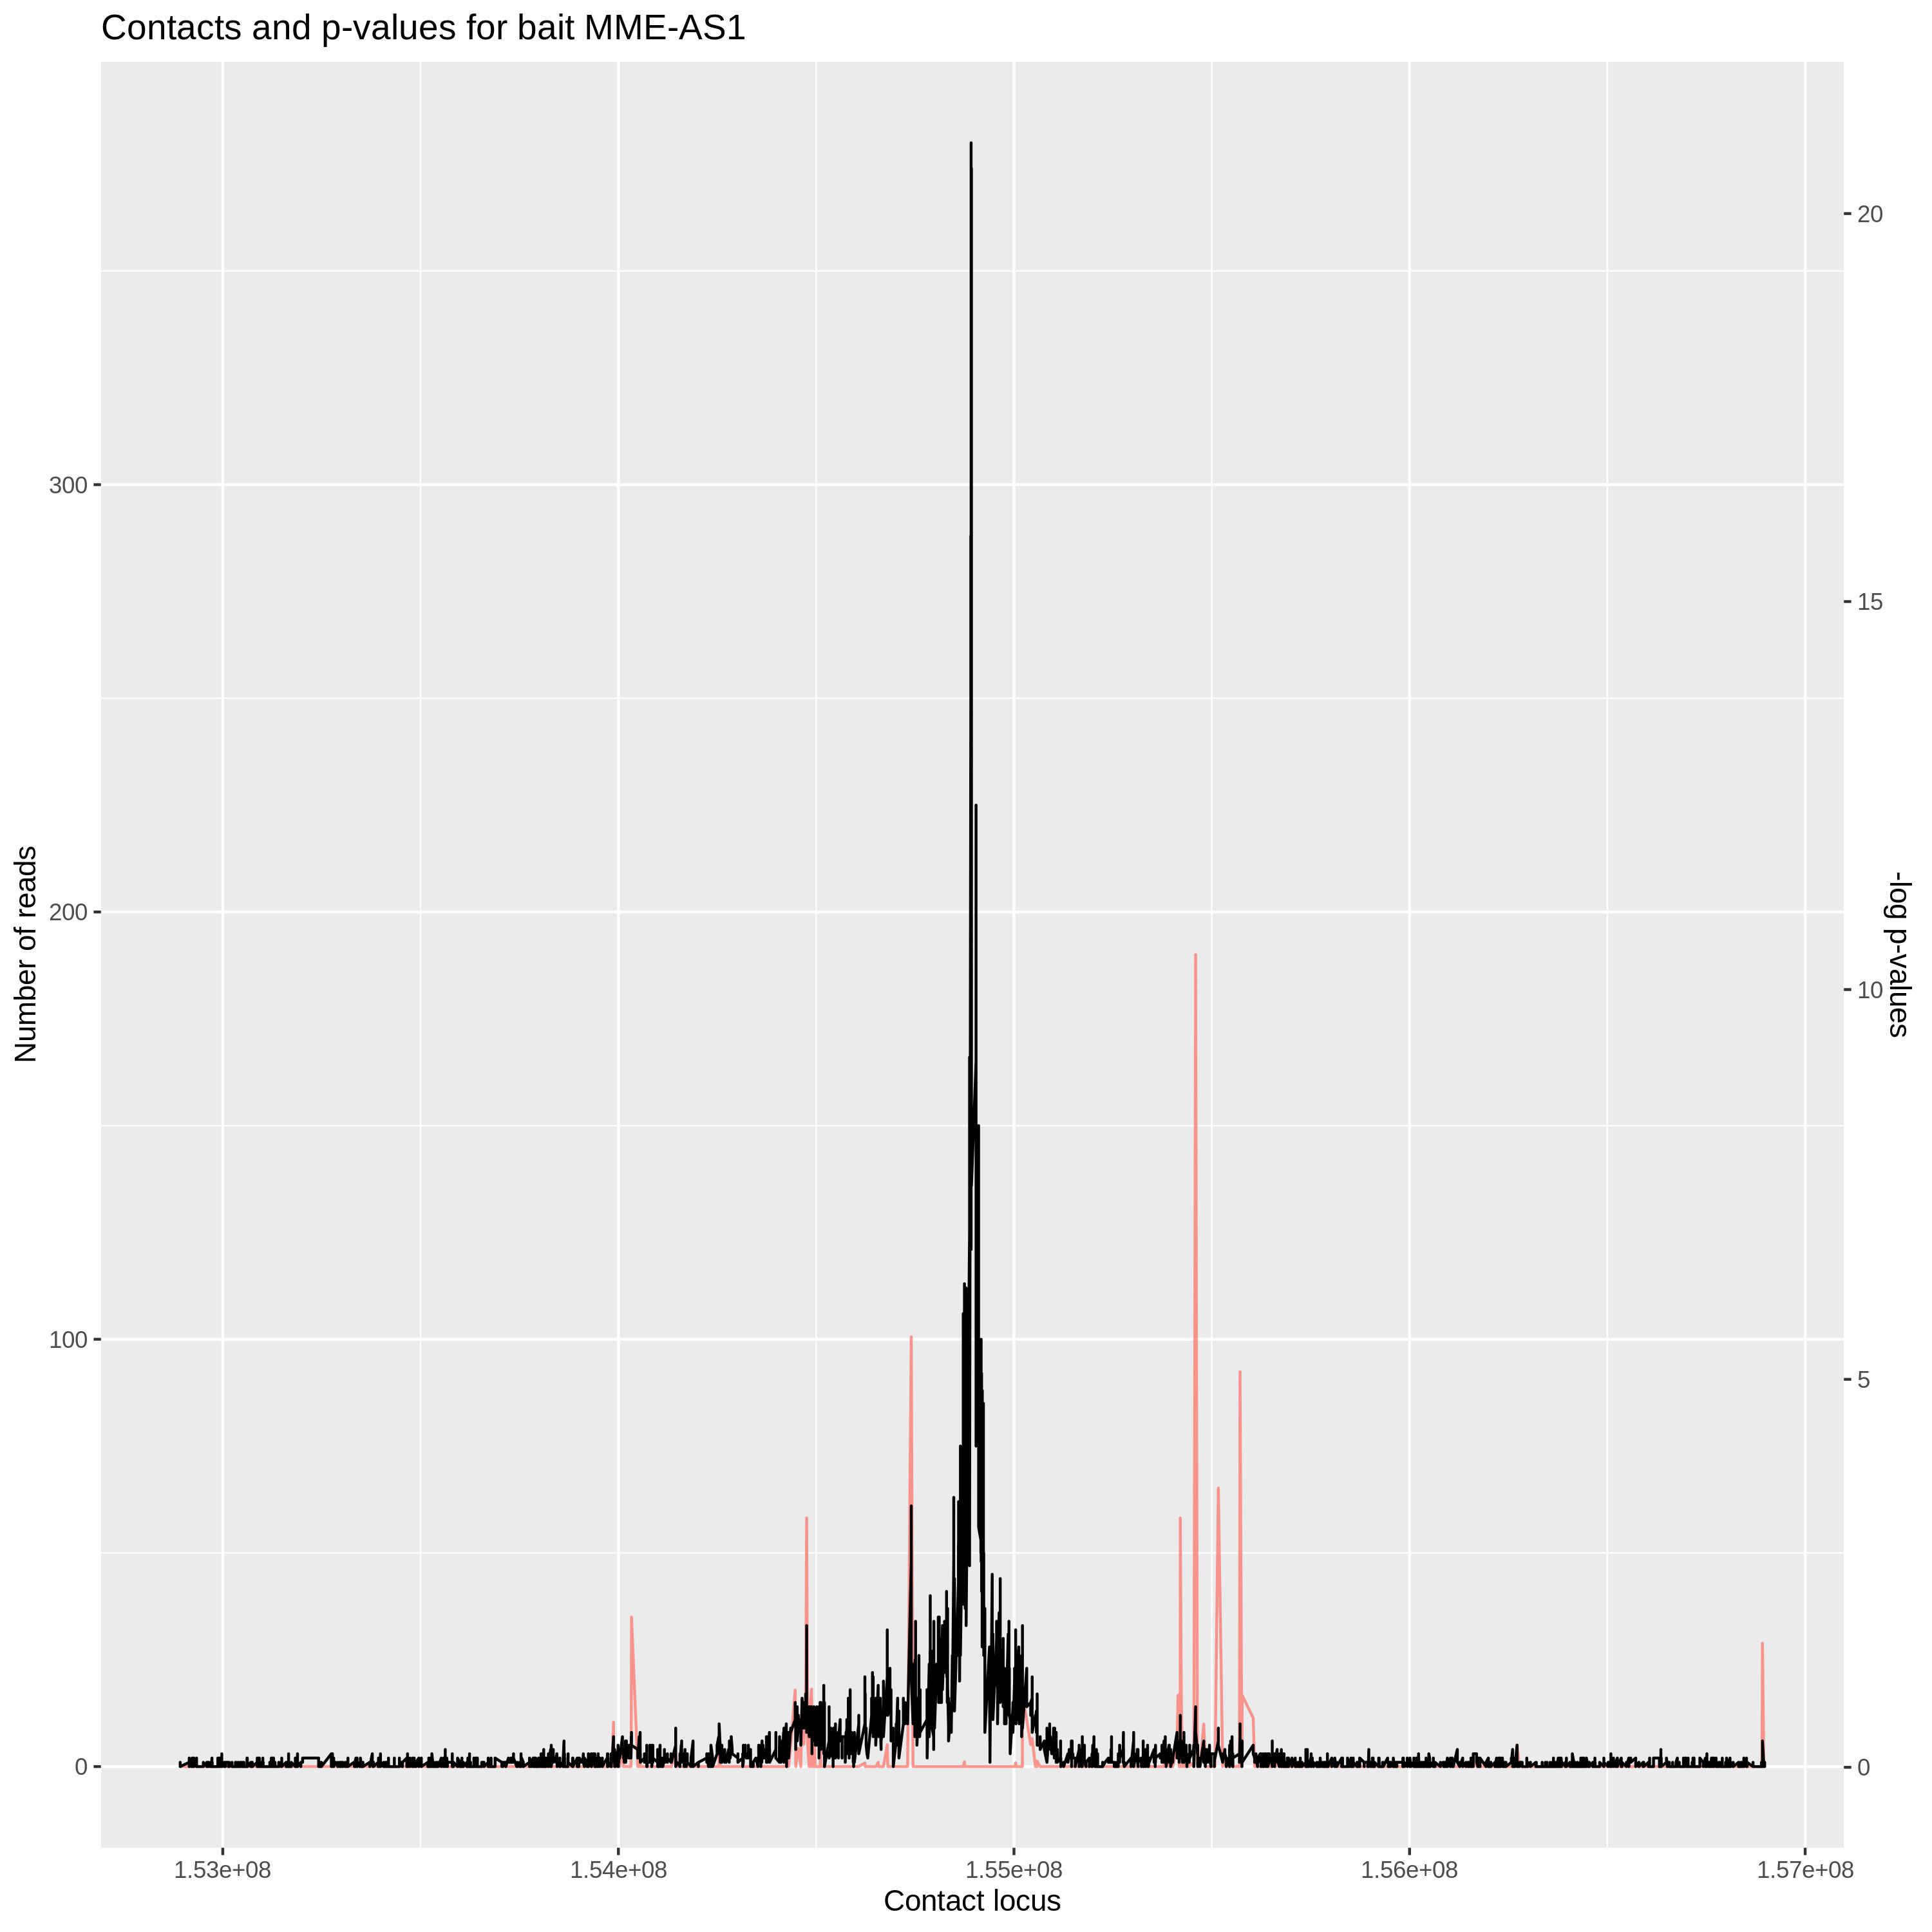 Contacts and p-values for bait MME-AS1
Number of reads
300
200
100
0
20
15
10
5
0
-log p-values
1.53e+08
1.54e+08
1.55e+08
1.56e+08
1.57e+08
Contact locus